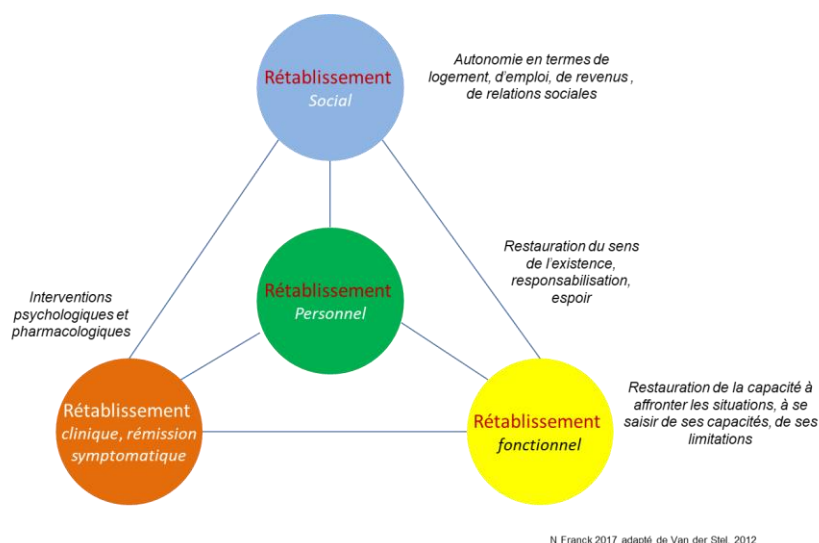 Rétablissement
Social
Autonomie en termes de
logement, d'emploi, de revenus ,
de relations sociales
Rétablissement
Personnel
Restauration du sens
de l'existence,
responsabilisation,
espoir
Interventions
psychologiques et
pharmacologiques
Rétablissement
clinique, rémission
symptomatique
Rétablissement
fonctionnel
Restauration de la capacité à
affronter les situations, à se
saisir de ses capacités, de ses
limitations
N Franck 2017 adapté de Van der Stel, 2012